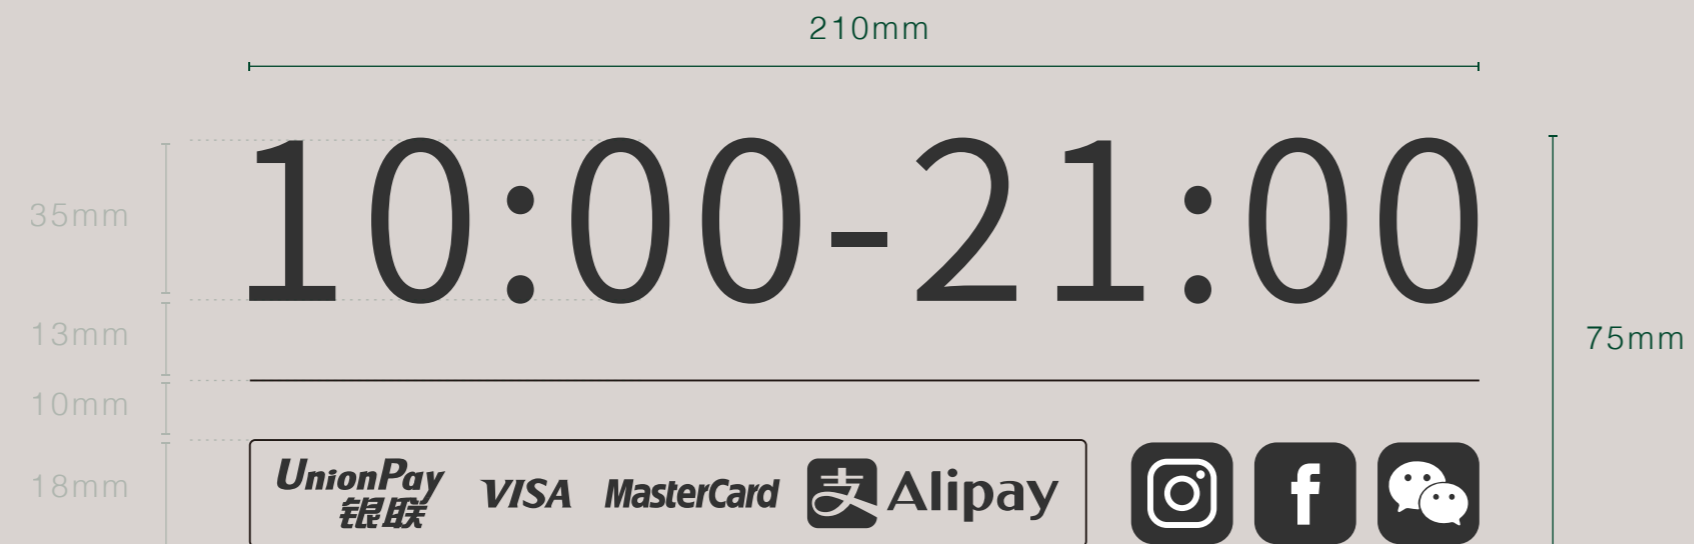 210mm
10:00-21:00
35mm
13mm
75mm
10mm
18mm
UnionPay
银联
VISA
MasterCard
支 Alipay
f